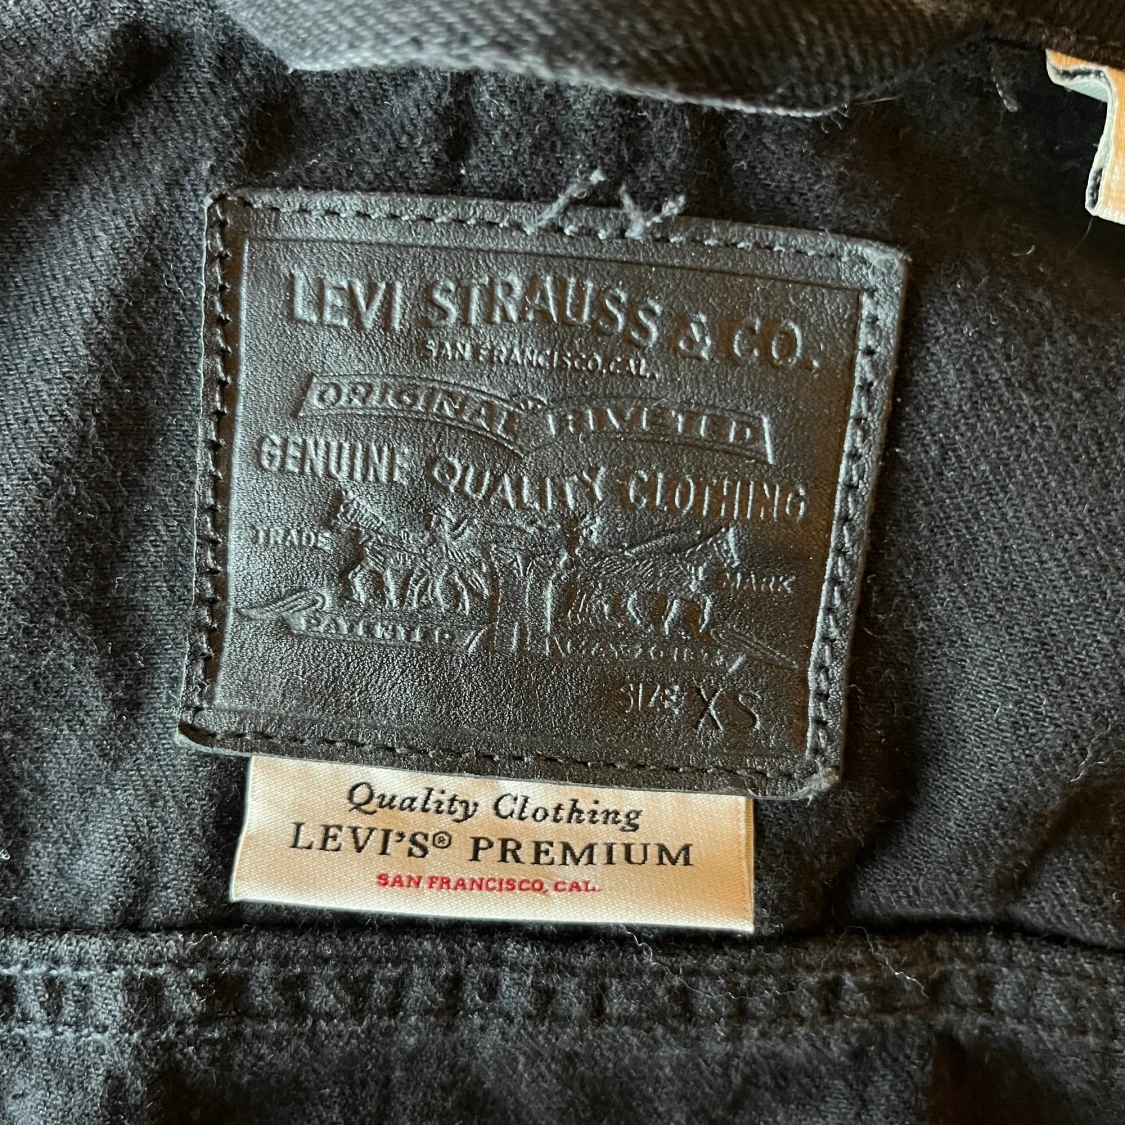 LEVI STRAUSS & CO.
SAN FRANCISCO, CAL.
ORIGINAL RIVETED
GENUINE QUALITY CLOTHING
TRADE MARK
PATENTED
SIZE XS
Quality Clothing
LEVI'S® PREMIUM
SAN FRANCISCO, CAL.